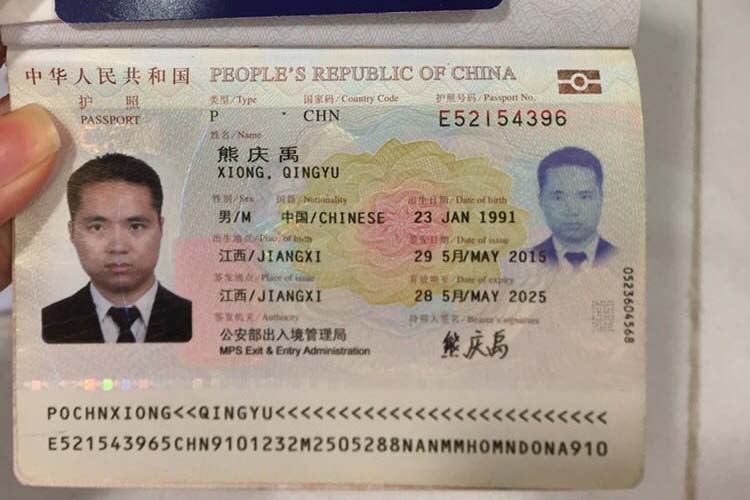 中华人民共和国 PEOPLE'S REPUBLIC OF CHINA
护照 类型/Type 国家码/Country Code 护照号码/Passport No.
PASSPORT P CHN E52154396
姓名/Name
熊庆禹
XIONG, QINGYU
性别/Sex 国籍/Nationality 出生日期/Date of birth
男/M 中国/CHINESE 23 JAN 1991
出生地点/Place of birth 签发日期/Date of issue
江西/JIANGXI 29 5月/MAY 2015
签发地点/Place of issue 有效期至/Date of expiry
江西/JIANGXI 28 5月/MAY 2025
签发机关/Authority 持照人签名/Bearer's signature
公安部出入境管理局
MPS Exit & Entry Administration
熊庆禹
0523604568
POCHNXIONG<<QINGYU<<<<<<<<<<<<<<<<<<<<<<<<<<
E521543965CHN9101232M2505288NANMMHOMNDONA910